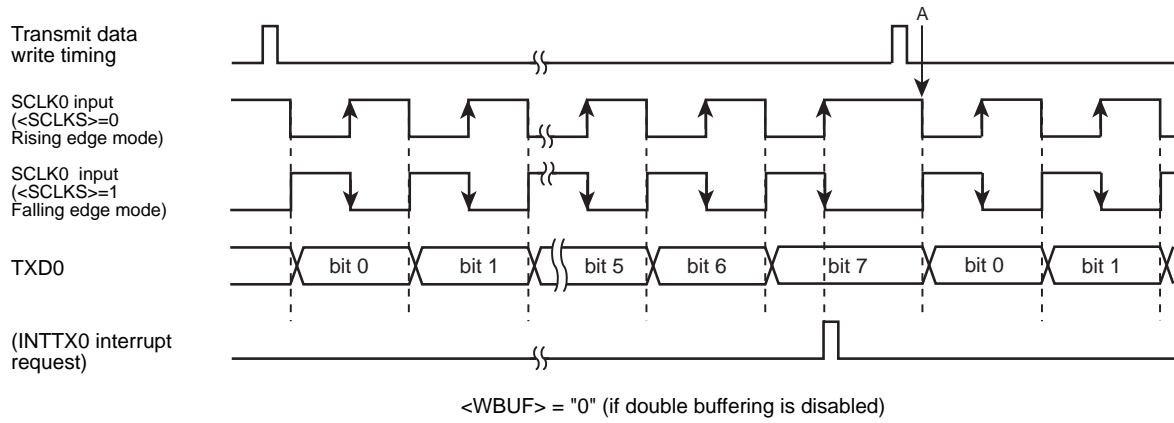 A
Transmit data
write timing
SCLK0 input
(<SCLKS>=0
Rising edge mode)
SCLK0 input
(<SCLKS>=1
Falling edge mode)
TXD0
bit 0
bit 1
bit 5
bit 6
bit 7
bit 0
bit 1
(INTTX0 interrupt
request)
<WBUF> = "0" (if double buffering is disabled)